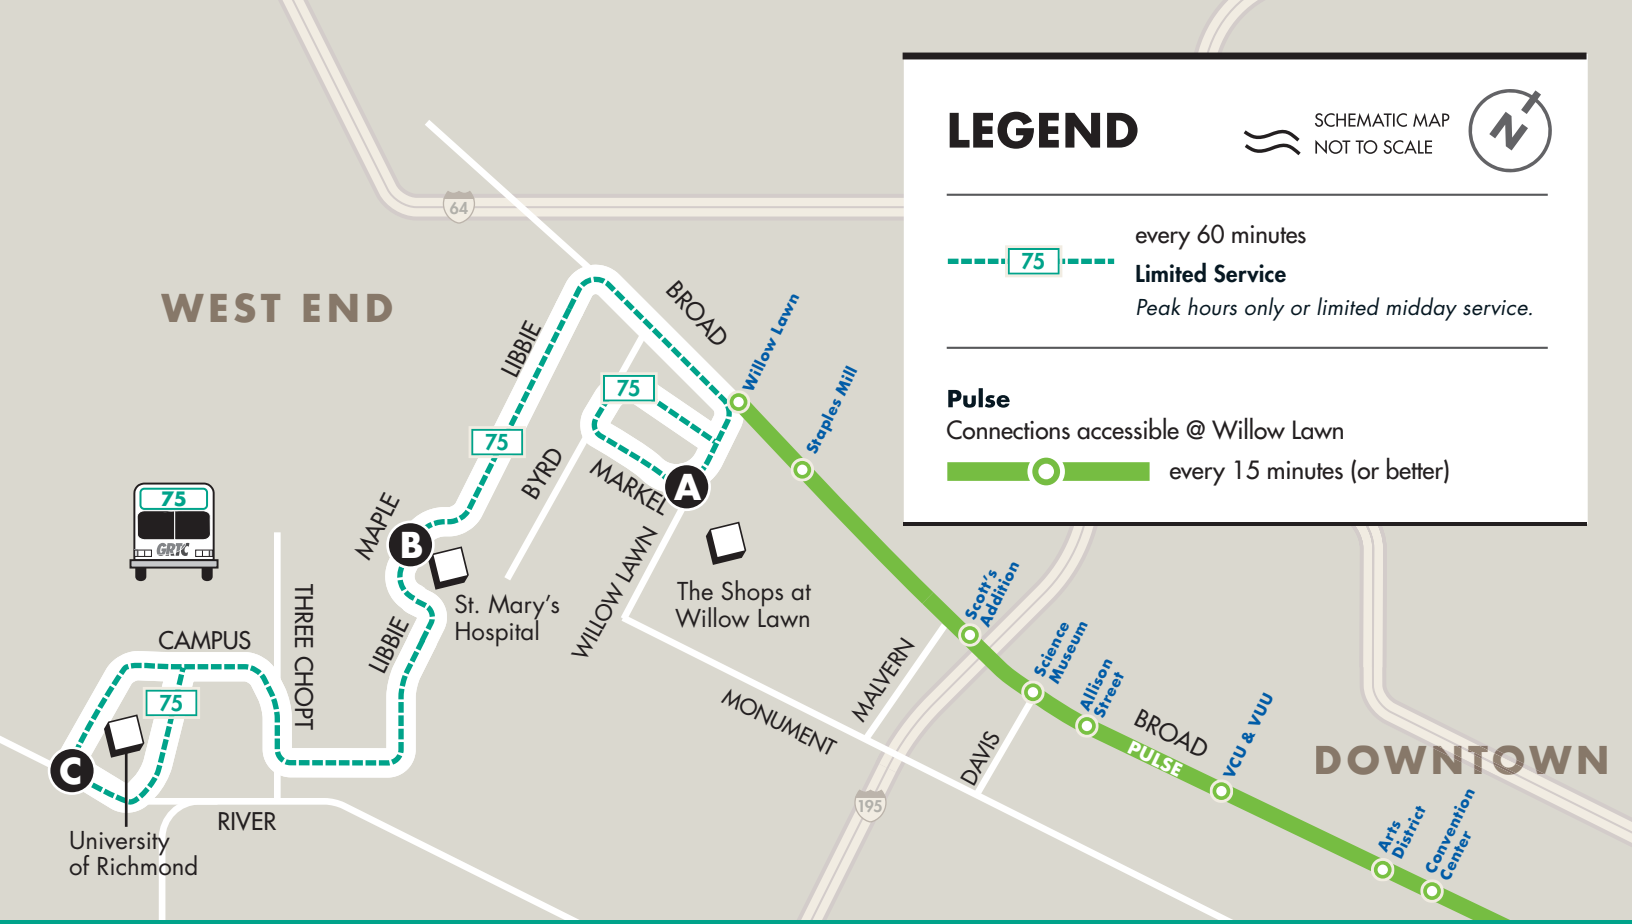 LEGEND
SCHEMATIC MAP
NOT TO SCALE
N
75
every 60 minutes
Limited Service
Peak hours only or limited midday service.
Pulse
Connections accessible @ Willow Lawn
every 15 minutes (or better)
64
WEST END
BROAD
LIBBIE
Willow Lawn
Staples Mill
75
75
BYRD
MARKEL
A
MAPLE
B
75
GRTC
WILLOW LAWN
The Shops at
Willow Lawn
St. Mary's
Hospital
THREE CHOPT
LIBBIE
CAMPUS
75
C
RIVER
University
of Richmond
MONUMENT
MALVERN
DAVIS
195
Scott's
Addition
Science
Museum
Allison
Street
BROAD
PULSE
VCU & VUU
DOWNTOWN
Arts
District
Convention
Center